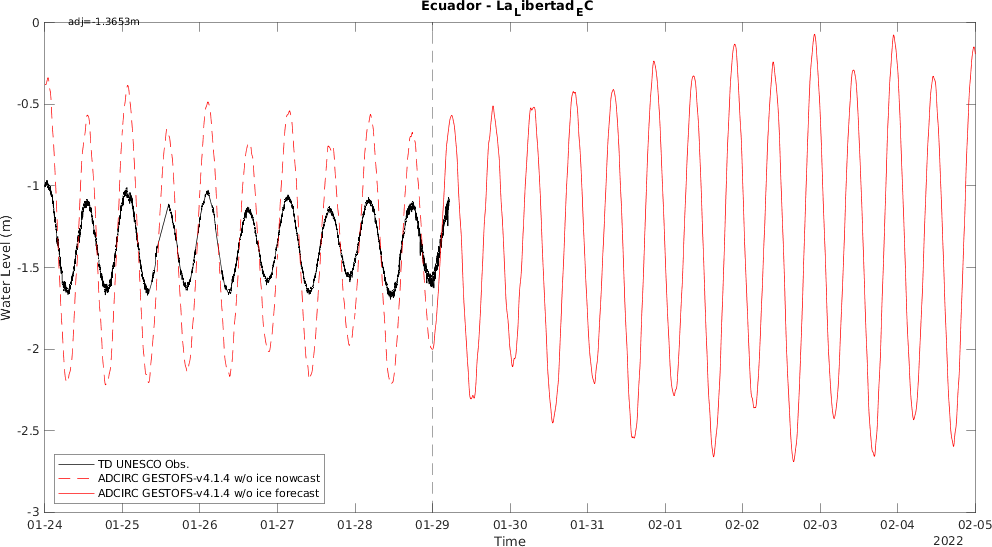 Ecuador - LaLibertadEC
adj=-1.3653m
0
-0.5
-1
-1.5
-2
-2.5
-3
Water Level (m)
TD UNESCO Obs.
ADCIRC GESTOFS-v4.1.4 w/o ice nowcast
ADCIRC GESTOFS-v4.1.4 w/o ice forecast
01-24 01-25 01-26 01-27 01-28 01-29 01-30 01-31 02-01 02-02 02-03 02-04 02-05
Time
2022